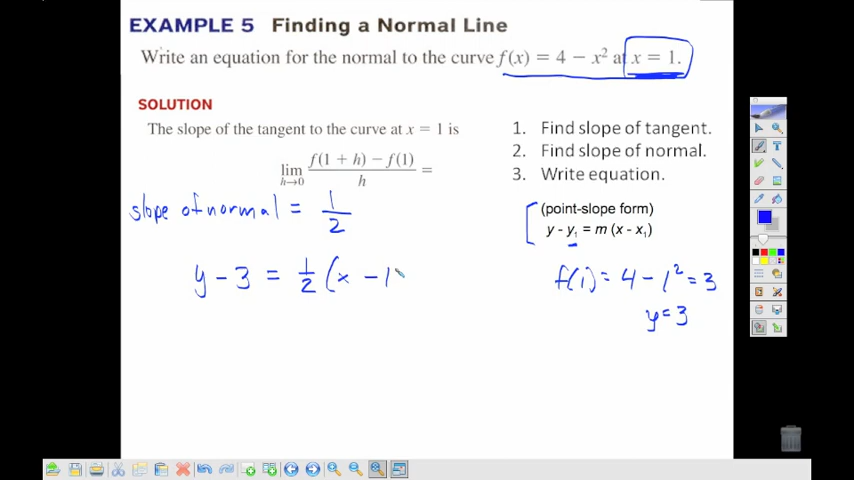 EXAMPLE 5 Finding a Normal Line
Write an equation for the normal to the curve f(x) = 4 − x² at x = 1.
SOLUTION
The slope of the tangent to the curve at x = 1 is
lim h→0 f(1 + h) − f(1) / h =
1. Find slope of tangent.
2. Find slope of normal.
3. Write equation.
slope of normal = 1/2
(point-slope form)
y - y₁ = m (x - x₁)
y - 3 = 1/2 (x - 1
f(1) = 4 - 1² = 3
y = 3